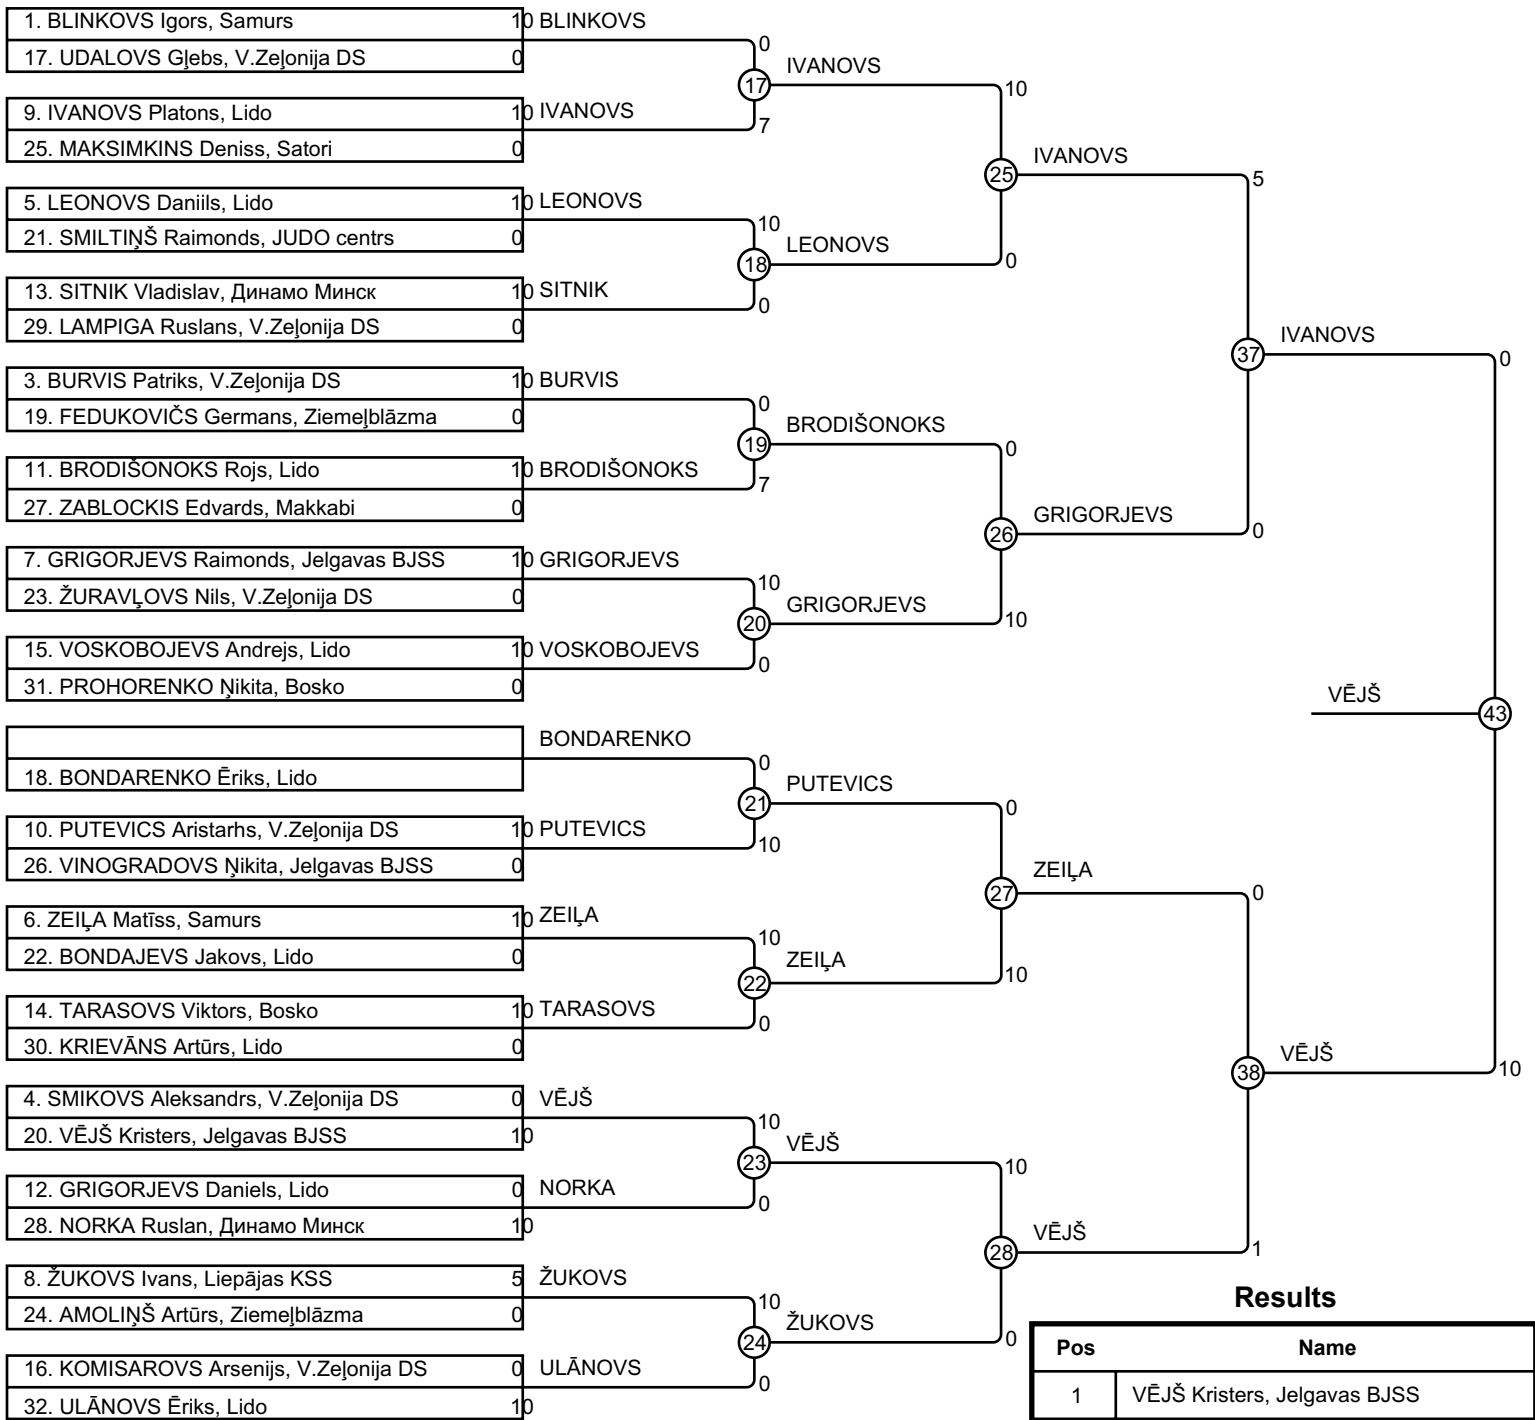 1. BLINKOVS Igors, Samurs 10 BLINKOVS
17. UDALOVS Gļebs, V.Zeļonija DS 0
0
17 IVANOVS
7
10
9. IVANOVS Platons, Lido 10 IVANOVS
25. MAKSIMKINS Deniss, Satori 0
25 IVANOVS
5
5. LEONOVS Daniils, Lido 10 LEONOVS
21. SMILTIŅŠ Raimonds, JUDO centrs 0
10
18 LEONOVS
0
0
13. SITNIK Vladislav, Динамо Минск 10 SITNIK
29. LAMPIGA Ruslans, V.Zeļonija DS 0
37 IVANOVS
0
3. BURVIS Patriks, V.Zeļonija DS 10 BURVIS
19. FEDUKOVIČS Germans, Ziemeļblāzma 0
0
19 BRODIŠONOKS
7
0
11. BRODIŠONOKS Rojs, Lido 10 BRODIŠONOKS
27. ZABLOCKIS Edvards, Makkabi 0
26 GRIGORJEVS
0
7. GRIGORJEVS Raimonds, Jelgavas BJSS 10 GRIGORJEVS
23. ŽURAVĻOVS Nils, V.Zeļonija DS 0
10
20 GRIGORJEVS
0
10
15. VOSKOBOJEVS Andrejs, Lido 10 VOSKOBOJEVS
31. PROHORENKO Ņikita, Bosko 0
VĒJŠ 43
BONDARENKO
18. BONDARENKO Ēriks, Lido
0
21 PUTEVICS
10
0
10. PUTEVICS Aristarhs, V.Zeļonija DS 10 PUTEVICS
26. VINOGRADOVS Ņikita, Jelgavas BJSS 0
27 ZEIĻA
0
6. ZEIĻA Matīss, Samurs 10 ZEIĻA
22. BONDAJEVS Jakovs, Lido 0
10
22 ZEIĻA
0
10
14. TARASOVS Viktors, Bosko 10 TARASOVS
30. KRIEVĀNS Artūrs, Lido 0
38 VĒJŠ
10
4. SMIKOVS Aleksandrs, V.Zeļonija DS 0 VĒJŠ
20. VĒJŠ Kristers, Jelgavas BJSS 10
10
23 VĒJŠ
0
10
12. GRIGORJEVS Daniels, Lido 0 NORKA
28. NORKA Ruslan, Динамо Минск 10
28 VĒJŠ
1
8. ŽUKOVS Ivans, Liepājas KSS 5 ŽUKOVS
24. AMOLIŅŠ Artūrs, Ziemeļblāzma 0
10
24 ŽUKOVS
0
0
16. KOMISAROVS Arsenijs, V.Zeļonija DS 0 ULĀNOVS
32. ULĀNOVS Ēriks, Lido 10
Results
Pos Name
1 VĒJŠ Kristers, Jelgavas BJSS